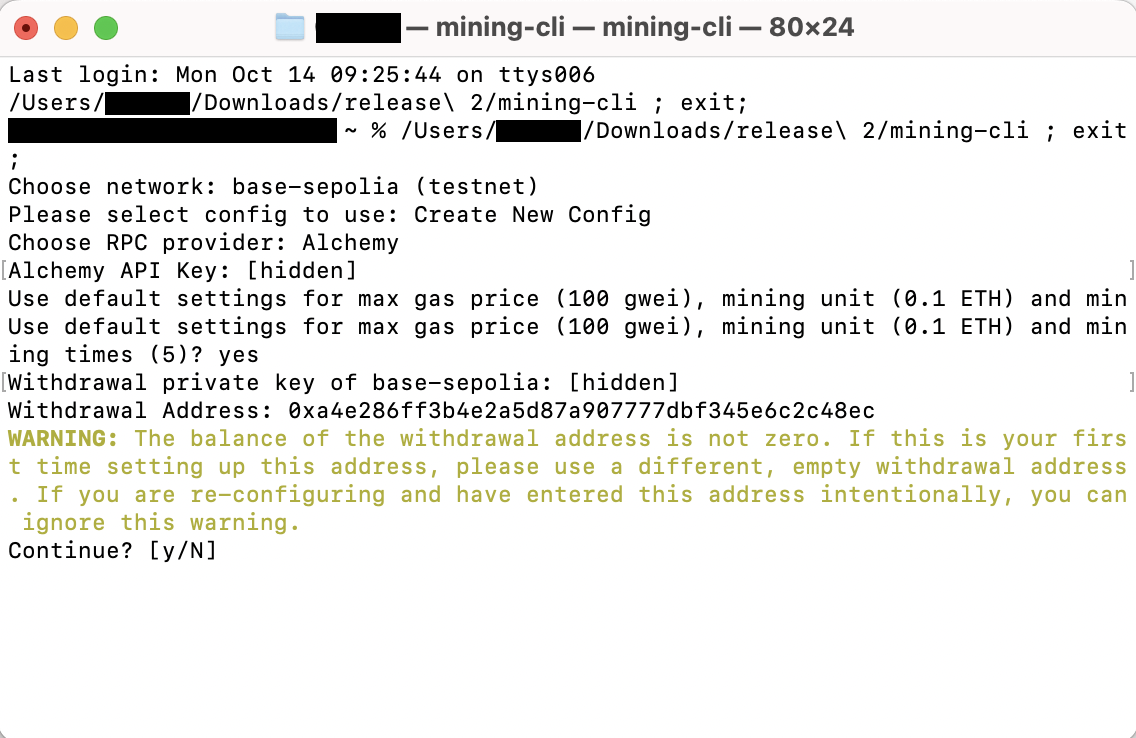 — mining-cli — mining-cli — 80×24
Last login: Mon Oct 14 09:25:44 on ttys006
/Users/ /Downloads/release\ 2/mining-cli ; exit;
~ % /Users/ /Downloads/release\ 2/mining-cli ; exit
;
Choose network: base-sepolia (testnet)
Please select config to use: Create New Config
Choose RPC provider: Alchemy
[Alchemy API Key: [hidden] ]
Use default settings for max gas price (100 gwei), mining unit (0.1 ETH) and min
Use default settings for max gas price (100 gwei), mining unit (0.1 ETH) and min
ing times (5)? yes
[Withdrawal private key of base-sepolia: [hidden] ]
Withdrawal Address: 0xa4e286ff3b4e2a5d87a907777dbf345e6c2c48ec
WARNING: The balance of the withdrawal address is not zero. If this is your firs
t time setting up this address, please use a different, empty withdrawal address
. If you are re-configuring and have entered this address intentionally, you can
ignore this warning.
Continue? [y/N]